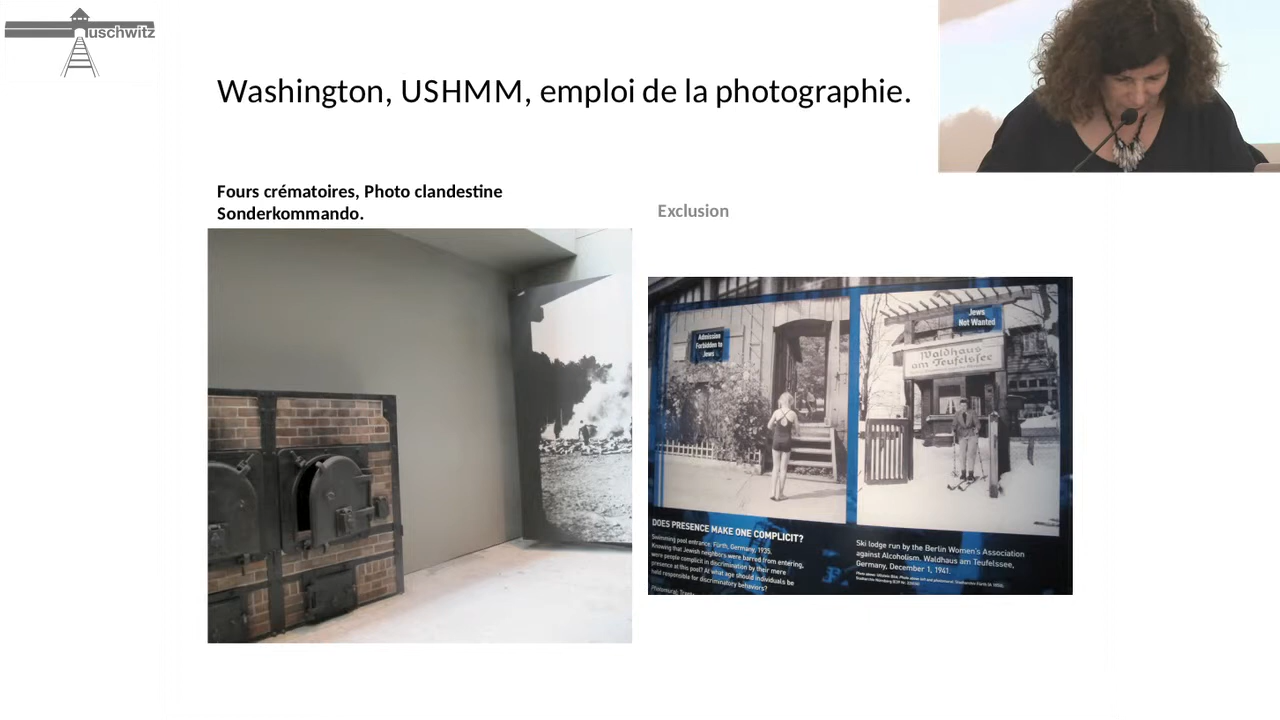 uschwitz
Washington, USHMM, emploi de la photographie.
Fours crématoires, Photo clandestine
Sonderkommando.
Exclusion
Admission
Forbidden to
Jews
Jews
Not Wanted
Waldhaus
am Teufelssee
DOES PRESENCE MAKE ONE COMPLICIT?
Swimming pool entrance, Fürth, Germany, 1935.
Knowing that Jewish neighbors were barred from entering,
were people complicit in discrimination by their mere
presence at this pool? At what age should individuals be
held responsible for discriminatory behaviors?
Ski lodge run by the Berlin Women's Association
against Alcoholism. Waldhaus am Teufelssee,
Germany, December 1, 1941.